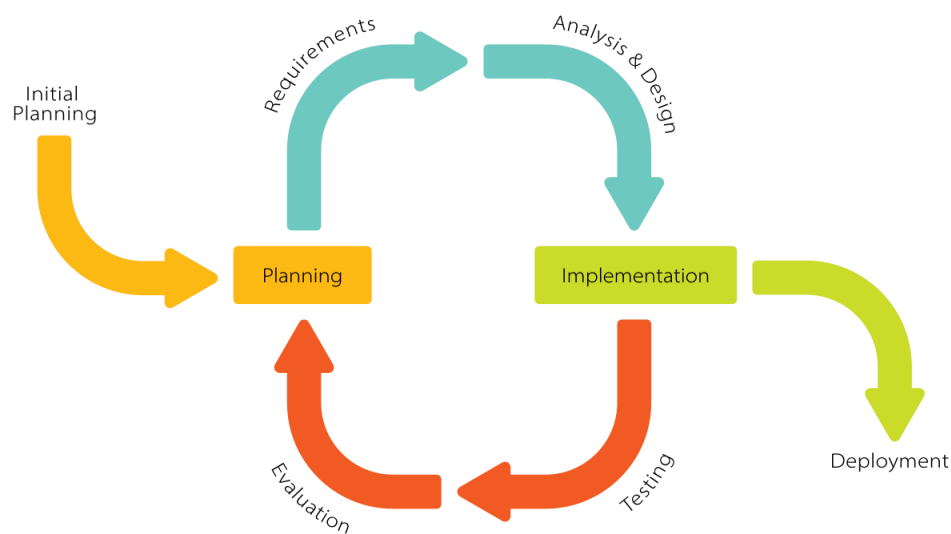 Initial
Planning
Requirements
Analysis & Design
Planning
Implementation
Evaluation
Testing
Deployment